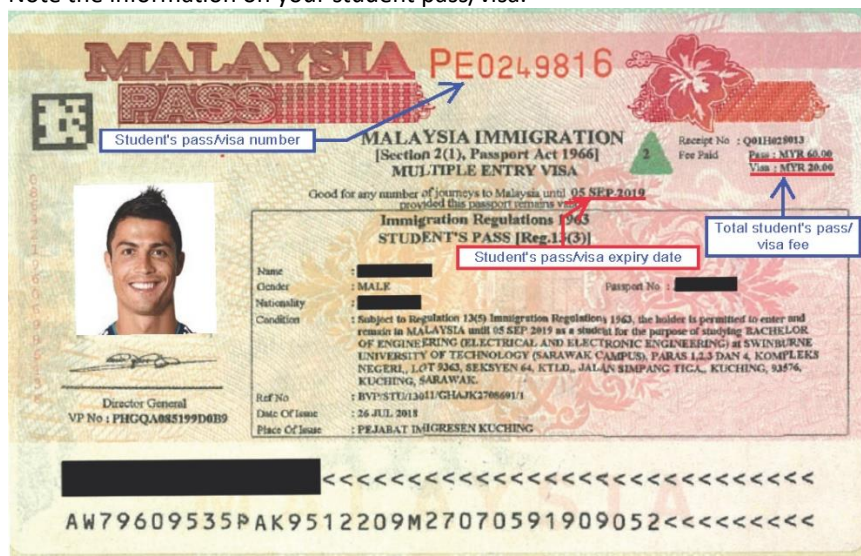 Note the information on your student pass/visa.
MALAYSIA PE0249816
PASS
Student's pass/visa number
MALAYSIA IMMIGRATION
[Section 2(1), Passport Act 1966]
MULTIPLE ENTRY VISA
2
Receipt No : Q01H028013
Fee Paid Pass : MYR 60.00
Visa : MYR 20.00
Good for any number of journeys to Malaysia until 05 SEP 2019
provided this passport remains
Total student's pass/
visa fee
Immigration Regulations 1963
STUDENT'S PASS [Reg.13(3)]
Student's pass/visa expiry date
Name :
Gender : MALE Passport No :
Nationality :
Condition : Subject to Regulation 13(5) Immigration Regulations 1963, the holder is permitted to enter and
remain in MALAYSIA until 05 SEP 2019 as a student for the purpose of studying BACHELOR
OF ENGINEERING (ELECTRICAL AND ELECTRONIC ENGINEERING) at SWINBURNE
UNIVERSITY OF TECHNOLOGY (SARAWAK CAMPUS), PARAS 1,2,3 DAN 4, KOMPLEKS
NEGERI,, LOT 9363, SEKSYEN 64, KTLD,, JALAN SIMPANG TIGA,, KUCHING, 93576,
KUCHING, SARAWAK.
Director General
VP No : PHGQA085199D0B9
Ref No : BVP/STU/13011/GHAJK2708601/1
Date Of Issue : 26 JUL 2018
Place Of Issue : PEJABAT IMIGRESEN KUCHING
<<<<<<<<<<<<<<<<<<<<<<<<<<<
AW79609535PAK9512209M27070591909052<<<<<<<<<